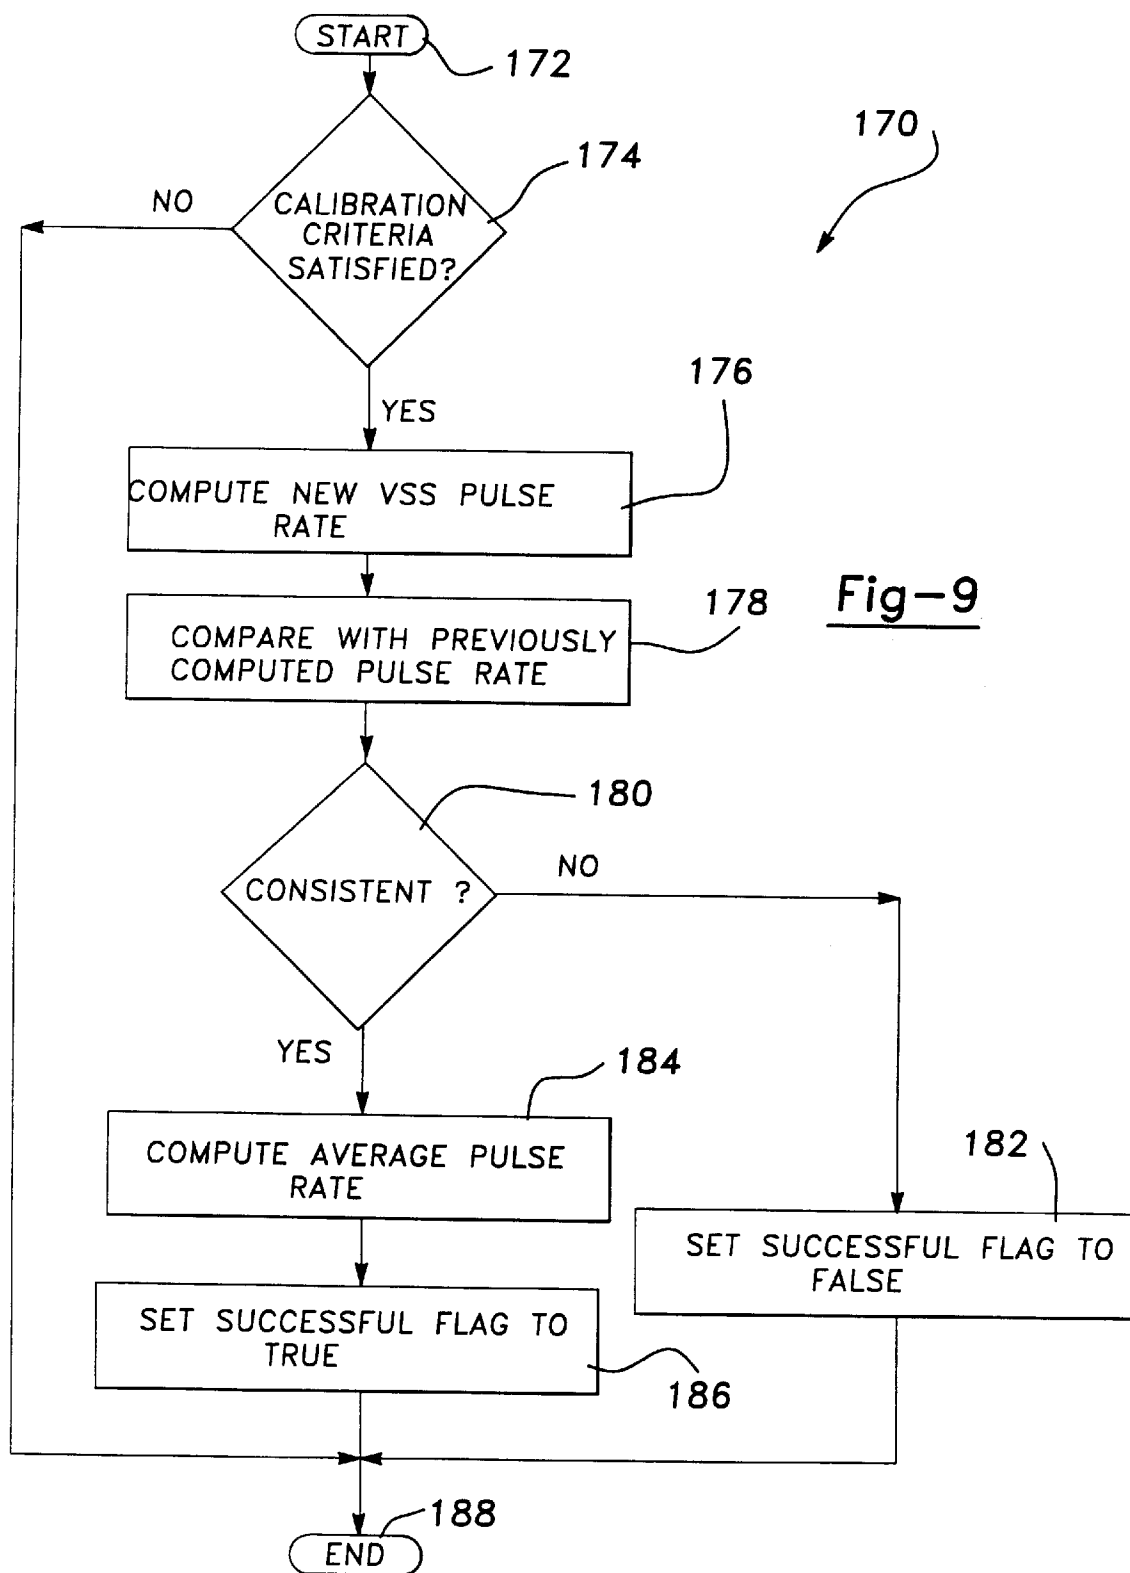 START
172
170
174
NO
CALIBRATION
CRITERIA
SATISFIED?
176
YES
COMPUTE NEW VSS PULSE
RATE
Fig-9
178
COMPARE WITH PREVIOUSLY
COMPUTED PULSE RATE
180
NO
CONSISTENT ?
YES
184
182
COMPUTE AVERAGE PULSE
RATE
SET SUCCESSFUL FLAG TO
FALSE
SET SUCCESSFUL FLAG TO
TRUE
186
188
END